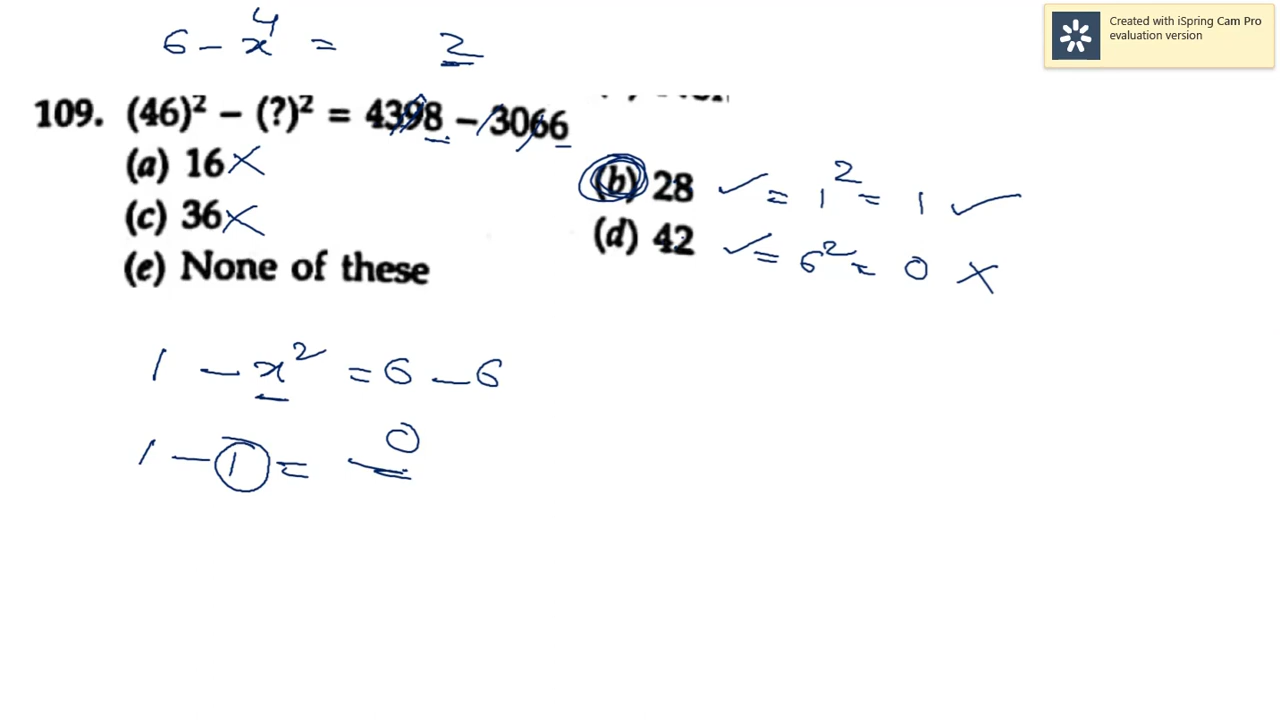 Created with iSpring Cam Pro
evaluation version
6 - x⁴ = 2
109. (46)² - (?)² = 4398 - 3066
(a) 16 ×
(b) 28 ✓ = 1² = 1 ✓
(c) 36 ×
(d) 42 ✓ = 6² = 0 ×
(e) None of these
1 - x² = 6 - 6
1 - 1 = 0